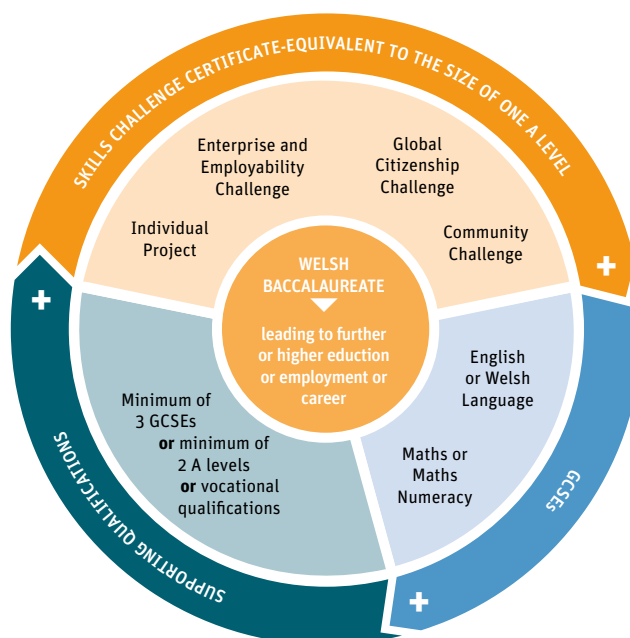 SKILLS CHALLENGE CERTIFICATE-EQUIVALENT TO THE SIZE OF ONE A LEVEL
Enterprise and
Employability
Challenge
Global
Citizenship
Challenge
Individual
Project
Community
Challenge
+
WELSH
BACCALAUREATE
leading to further
or higher eduction
or employment or
career
+
English
or Welsh
Language
Maths or
Maths
Numeracy
GCSEs
+
Minimum of
3 GCSEs
or minimum of
2 A levels
or vocational
qualifications
SUPPORTING QUALIFICATIONS